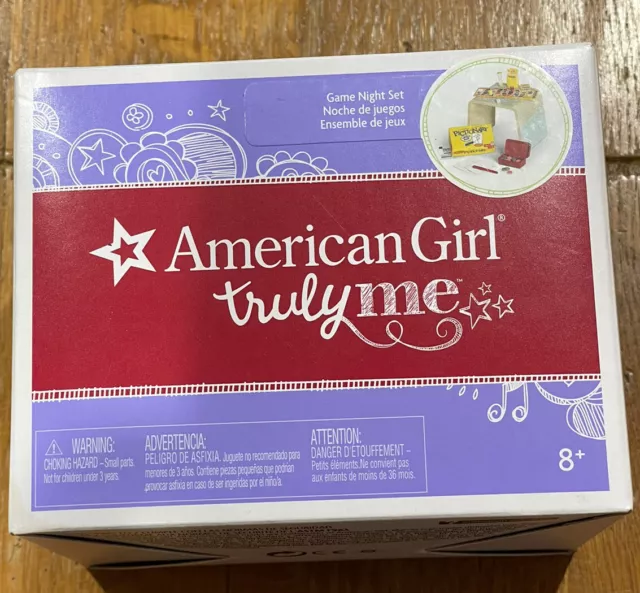 Game Night Set
Noche de juegos
Ensemble de jeux
American Girl®
truly me™
WARNING:
CHOKING HAZARD – Small parts.
Not for children under 3 years.
ADVERTENCIA:
PELIGRO DE ASFIXIA. Juguete no recomendado para
menores de 3 años. Contiene piezas pequeñas que podrían
provocar asfixia en caso de ser ingeridas por el niño/a.
ATTENTION:
DANGER D'ÉTOUFFEMENT –
Petits éléments. Ne convient pas
aux enfants de moins de 36 mois.
8+
CE